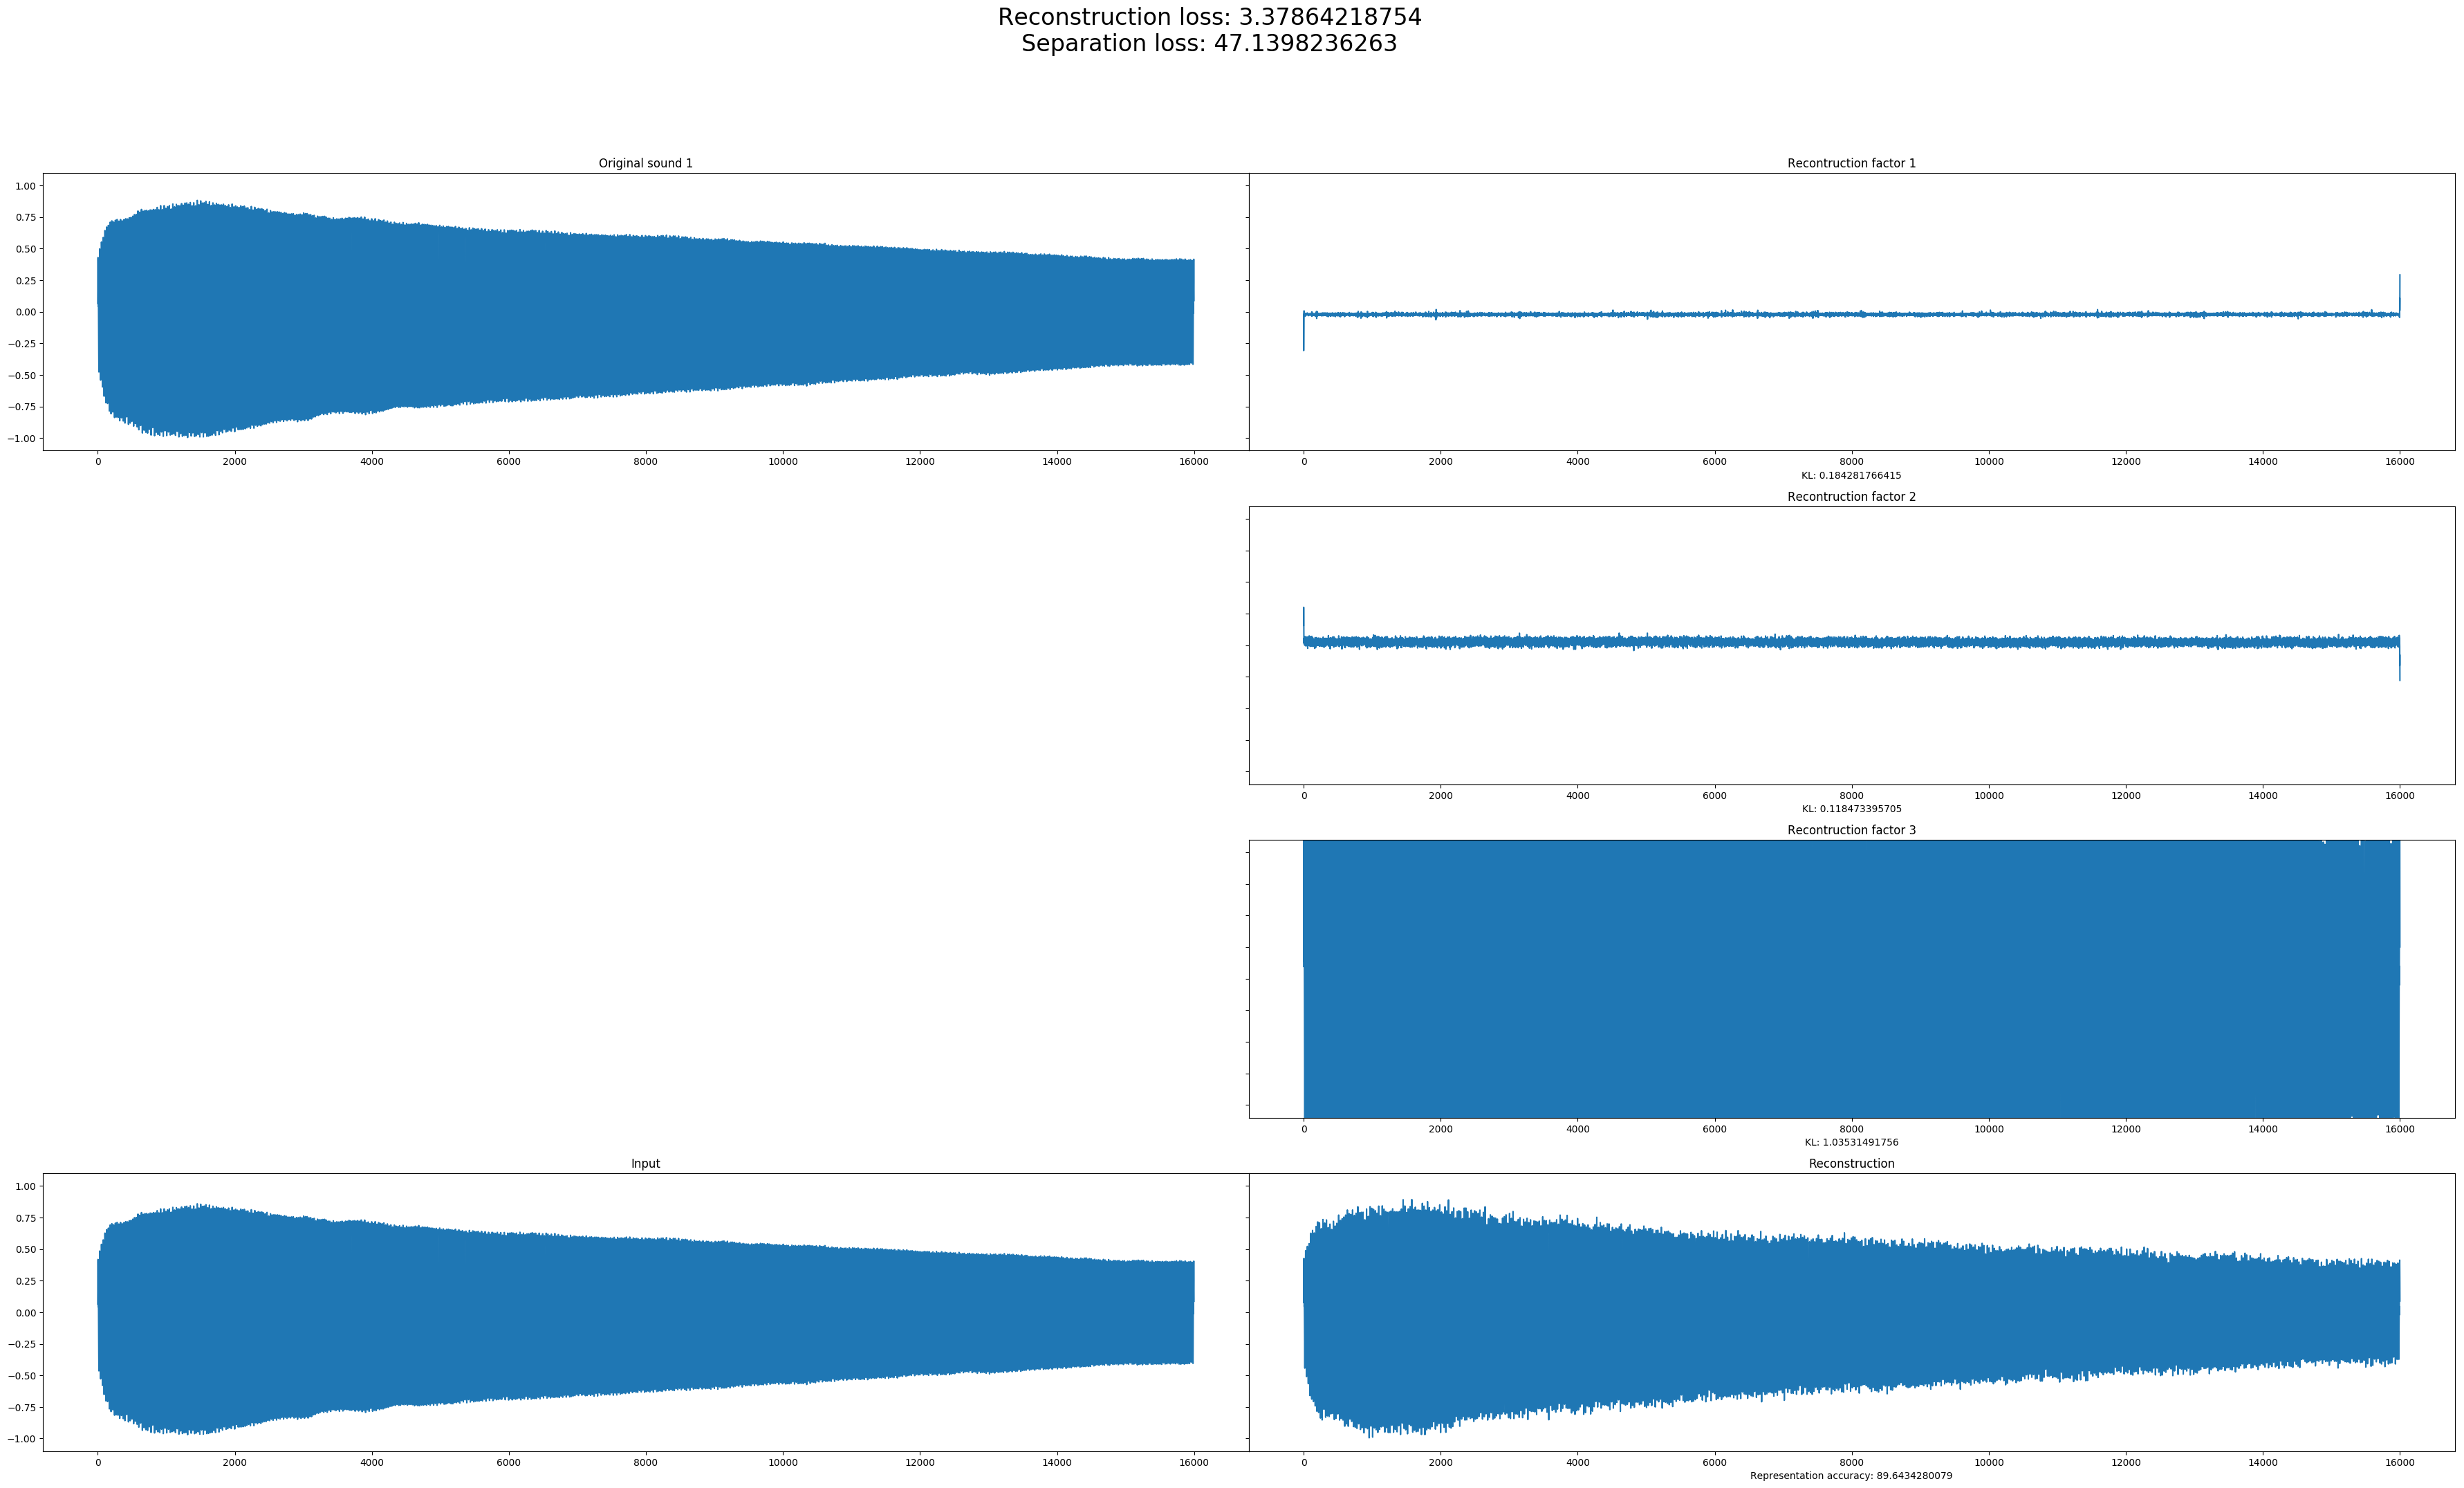 Reconstruction loss: 3.37864218754
Separation loss: 47.1398236263
Original sound 1
1.00
0.75
0.50
0.25
0.00
−0.25
−0.50
−0.75
−1.00
0 2000 4000 6000 8000 10000 12000 14000 16000
Recontruction factor 1
0 2000 4000 6000 8000 10000 12000 14000 16000
KL: 0.184281766415
Recontruction factor 2
0 2000 4000 6000 8000 10000 12000 14000 16000
KL: 0.118473395705
Recontruction factor 3
0 2000 4000 6000 8000 10000 12000 14000 16000
KL: 1.03531491756
Input
1.00
0.75
0.50
0.25
0.00
−0.25
−0.50
−0.75
−1.00
0 2000 4000 6000 8000 10000 12000 14000 16000
Reconstruction
0 2000 4000 6000 8000 10000 12000 14000 16000
Representation accuracy: 89.6434280079